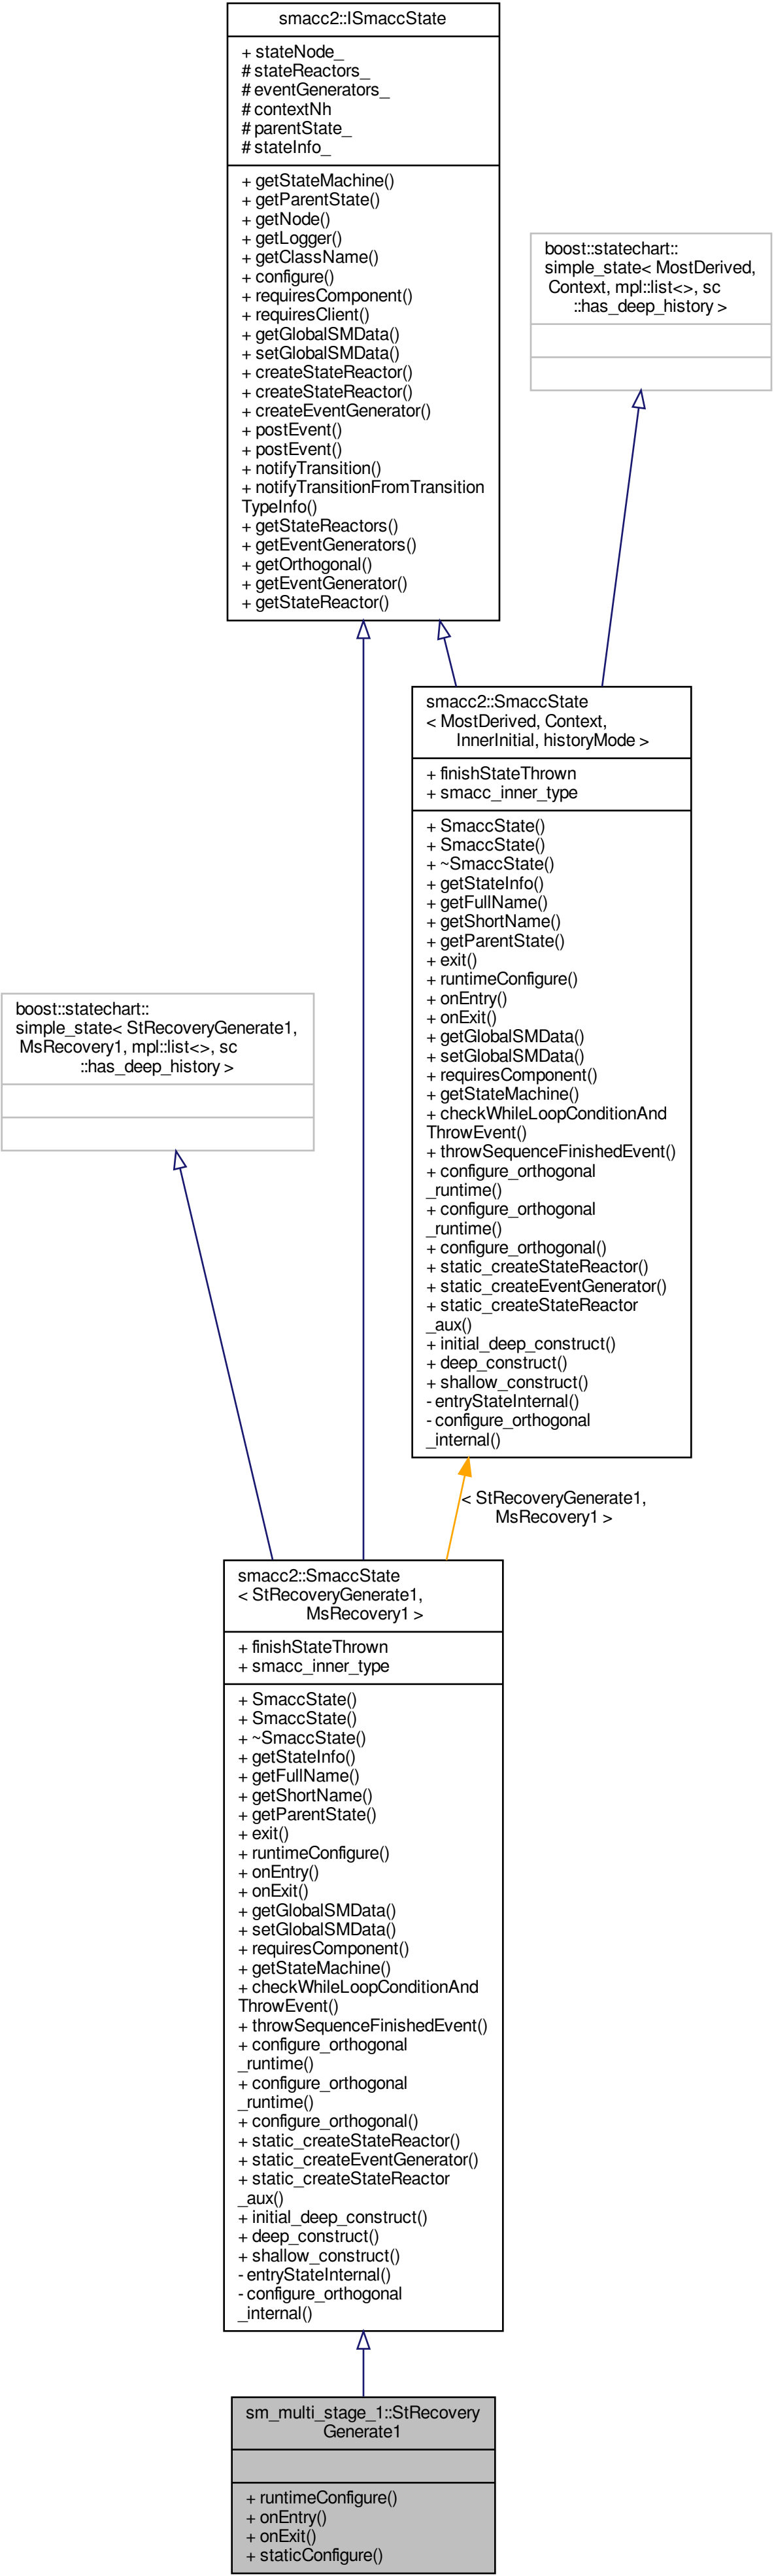 smacc2::ISmaccState
+ stateNode_
# stateReactors_
# eventGenerators_
# contextNh
# parentState_
# stateInfo_
+ getStateMachine()
+ getParentState()
+ getNode()
+ getLogger()
+ getClassName()
+ configure()
+ requiresComponent()
+ requiresClient()
+ getGlobalSMData()
+ setGlobalSMData()
+ createStateReactor()
+ createStateReactor()
+ createEventGenerator()
+ postEvent()
+ postEvent()
+ notifyTransition()
+ notifyTransitionFromTransition
TypeInfo()
+ getStateReactors()
+ getEventGenerators()
+ getOrthogonal()
+ getEventGenerator()
+ getStateReactor()
boost::statechart::
simple_state< MostDerived,
Context, mpl::list<>, sc
::has_deep_history >
smacc2::SmaccState
< MostDerived, Context,
InnerInitial, historyMode >
+ finishStateThrown
+ smacc_inner_type
+ SmaccState()
+ SmaccState()
+ ~SmaccState()
+ getStateInfo()
+ getFullName()
+ getShortName()
+ getParentState()
+ exit()
+ runtimeConfigure()
+ onEntry()
+ onExit()
+ getGlobalSMData()
+ setGlobalSMData()
+ requiresComponent()
+ getStateMachine()
+ checkWhileLoopConditionAnd
ThrowEvent()
+ throwSequenceFinishedEvent()
+ configure_orthogonal
_runtime()
+ configure_orthogonal
_runtime()
+ configure_orthogonal()
+ static_createStateReactor()
+ static_createEventGenerator()
+ static_createStateReactor
_aux()
+ initial_deep_construct()
+ deep_construct()
+ shallow_construct()
- entryStateInternal()
- configure_orthogonal
_internal()
boost::statechart::
simple_state< StRecoveryGenerate1,
MsRecovery1, mpl::list<>, sc
::has_deep_history >
< StRecoveryGenerate1,
MsRecovery1 >
smacc2::SmaccState
< StRecoveryGenerate1,
MsRecovery1 >
+ finishStateThrown
+ smacc_inner_type
+ SmaccState()
+ SmaccState()
+ ~SmaccState()
+ getStateInfo()
+ getFullName()
+ getShortName()
+ getParentState()
+ exit()
+ runtimeConfigure()
+ onEntry()
+ onExit()
+ getGlobalSMData()
+ setGlobalSMData()
+ requiresComponent()
+ getStateMachine()
+ checkWhileLoopConditionAnd
ThrowEvent()
+ throwSequenceFinishedEvent()
+ configure_orthogonal
_runtime()
+ configure_orthogonal
_runtime()
+ configure_orthogonal()
+ static_createStateReactor()
+ static_createEventGenerator()
+ static_createStateReactor
_aux()
+ initial_deep_construct()
+ deep_construct()
+ shallow_construct()
- entryStateInternal()
- configure_orthogonal
_internal()
sm_multi_stage_1::StRecovery
Generate1
+ runtimeConfigure()
+ onEntry()
+ onExit()
+ staticConfigure()